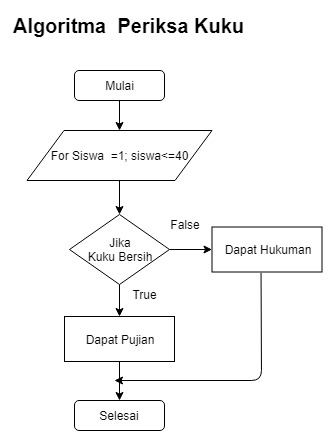 Algoritma  Periksa Kuku
Mulai
For Siswa  =1; siswa<=40
Jika
Kuku Bersih
False
Dapat Hukuman
True
Dapat Pujian
Selesai